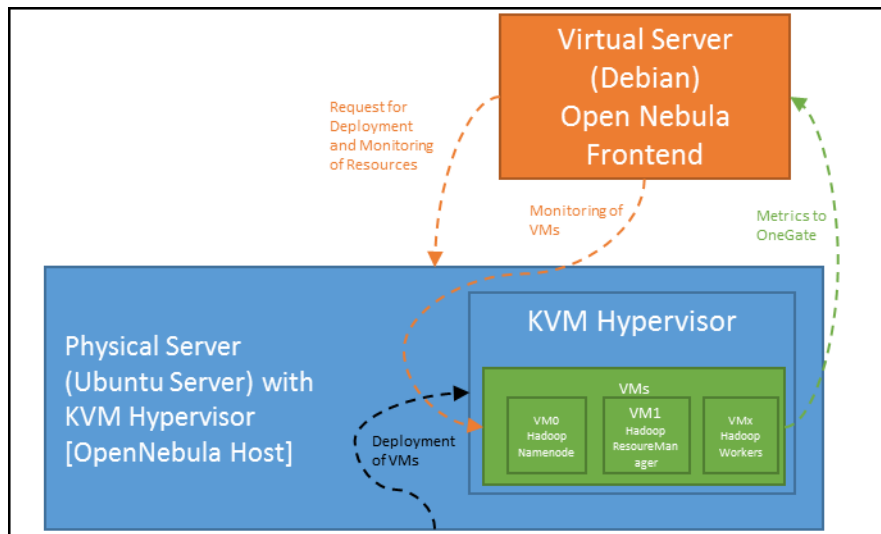 Virtual Server
(Debian)
Open Nebula
Frontend
Request for
Deployment
and Monitoring
of Resources
Monitoring of
VMs
Metrics to
OneGate
Physical Server
(Ubuntu Server) with
KVM Hypervisor
[OpenNebula Host]
KVM Hypervisor
VMs
VM0
Hadoop
Namenode
VM1
Hadoop
ResoureMan
ager
VMx
Hadoop
Workers
Deployment
of VMs